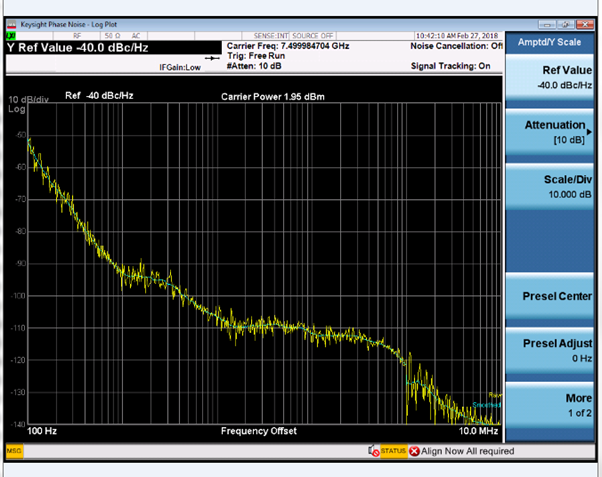 Keysight Phase Noise - Log Plot
RF 50 Ω AC SENSE:INT SOURCE OFF 10:42:10 AM Feb 27, 2018
Y Ref Value -40.0 dBc/Hz
Carrier Freq: 7.499984704 GHz
Noise Cancellation: Off
Trig: Free Run
IFGain:Low
#Atten: 10 dB
Signal Tracking: On
10 dB/div
Log
Ref -40 dBc/Hz
Carrier Power 1.95 dBm
-60
-70
-80
-90
-100
-110
-120
-130
-140
Raw
Smoothed
100 Hz
Frequency Offset
10.0 MHz
Amptd/Y Scale
Ref Value
-40.0 dBc/Hz
Attenuation
[10 dB]
Scale/Div
10.000 dB
Presel Center
Presel Adjust
0 Hz
More
1 of 2
MSG
STATUS
Align Now All required